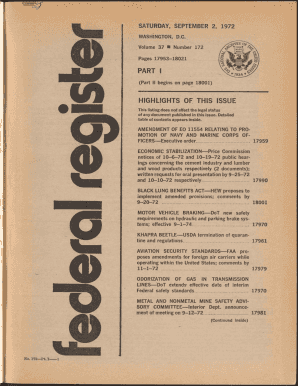 federal register
SATURDAY, SEPTEMBER 2, 1972
WASHINGTON, D.C.
Volume 37 ■ Number 172
Pages 17953-18021
PART I
(Part II begins on page 18001)
HIGHLIGHTS OF THIS ISSUE
This listing does not affect the legal status
of any document published in this issue. Detailed
table of contents appears inside.
AMENDMENT OF EO 11554 RELATING TO PRO-
MOTION OF NAVY AND MARINE CORPS OF-
FICERS—Executive order 17959
ECONOMIC STABILIZATION—Price Commission
notices of 10-4-72 and 10-19-72 public hear-
ings concerning the cement industry and lumber
and wood products respectively (2 documents);
written requests for oral presentation by 9-25-72
and 10-10-72 respectively 17998
BLACK LUNG BENEFITS ACT—HEW proposes to
implement amended provisions; comments by
9-20-72 18001
MOTOR VEHICLE BRAKING—DoT new safety
requirements on hydraulic and parking brake sys-
tems; effective 9-1-74 17970
KHAPRA BEETLE—USDA termination of quaran-
tine and regulations 17961
AVIATION SECURITY STANDARDS—FAA pro-
poses amendments for foreign air carriers while
operating within the United States; comments by
11-1-72 17979
ODORIZATION OF GAS IN TRANSMISSION
LINES—DoT extends effective date of interim
Federal safety standards 17970
METAL AND NONMETAL MINE SAFETY ADVI-
SORY COMMITTEE—Interior Dept. announce-
ment of meeting on 9-12-72 17981
(Continued inside)